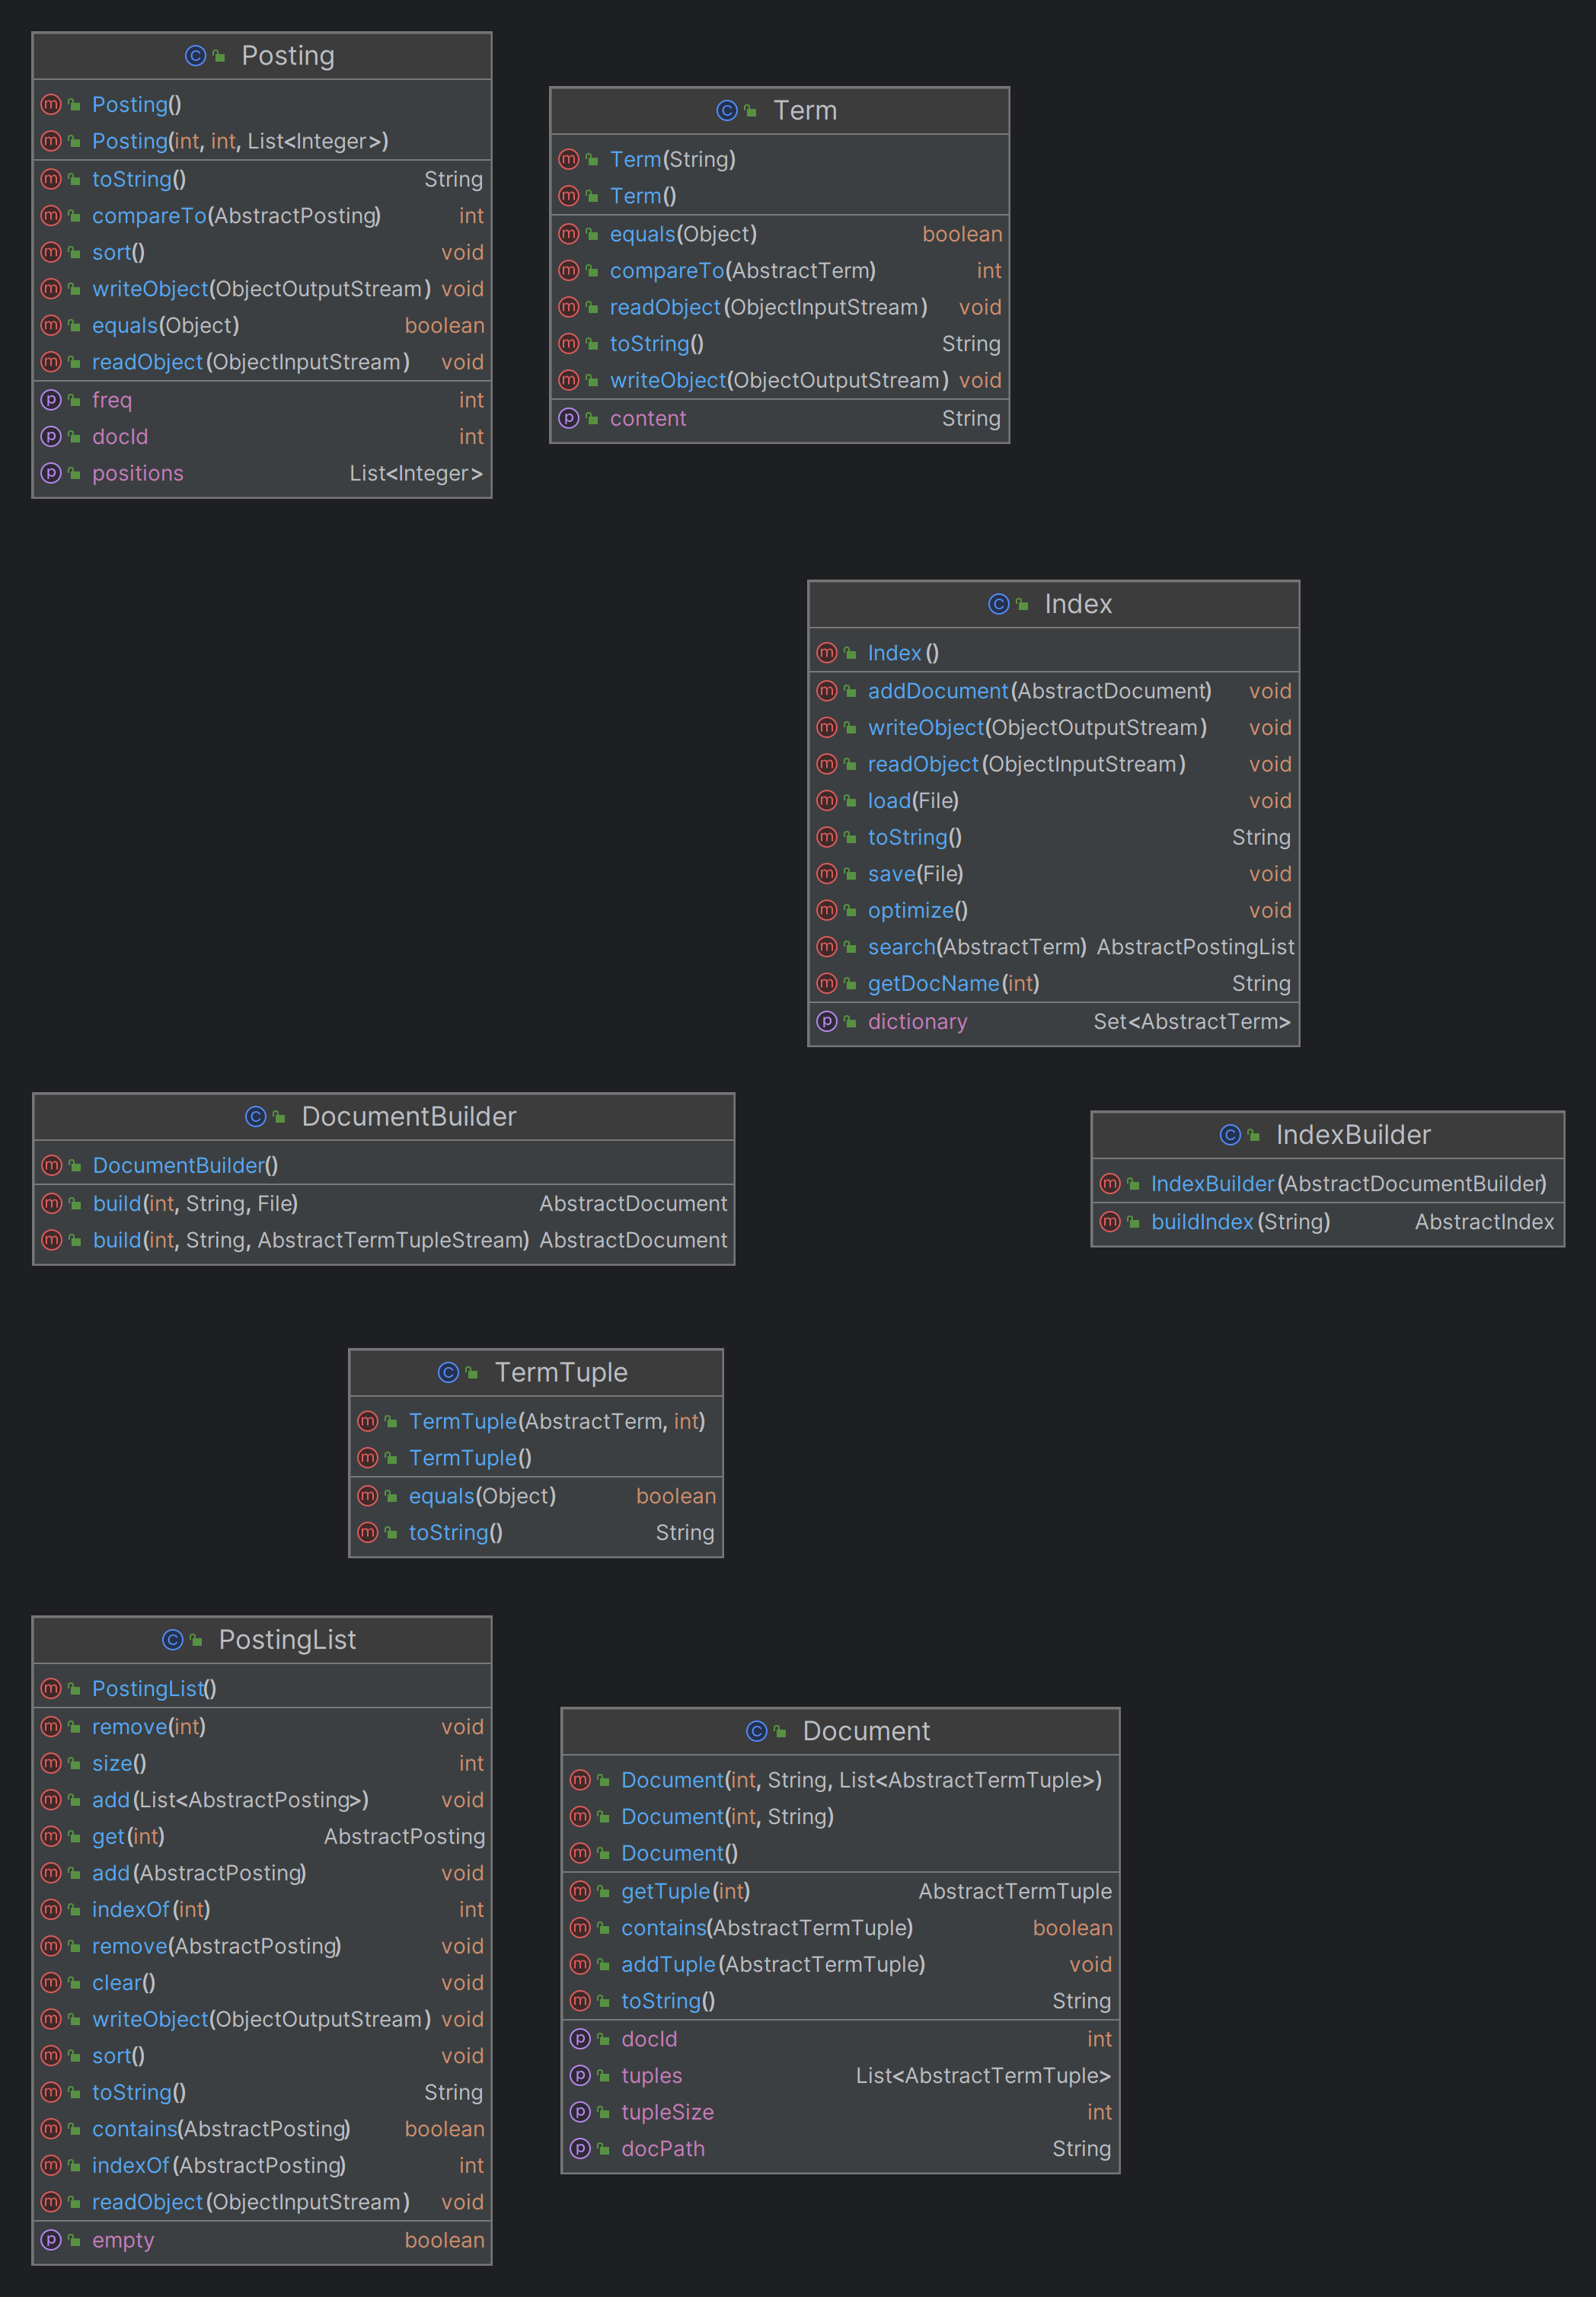 Posting
Posting()
Posting(int, int, List<Integer>)
toString() String
compareTo(AbstractPosting) int
sort() void
writeObject(ObjectOutputStream) void
equals(Object) boolean
readObject(ObjectInputStream) void
freq int
docId int
positions List<Integer>
Term
Term(String)
Term()
equals(Object) boolean
compareTo(AbstractTerm) int
readObject(ObjectInputStream) void
toString() String
writeObject(ObjectOutputStream) void
content String
Index
Index()
addDocument(AbstractDocument) void
writeObject(ObjectOutputStream) void
readObject(ObjectInputStream) void
load(File) void
toString() String
save(File) void
optimize() void
search(AbstractTerm) AbstractPostingList
getDocName(int) String
dictionary Set<AbstractTerm>
DocumentBuilder
DocumentBuilder()
build(int, String, File) AbstractDocument
build(int, String, AbstractTermTupleStream) AbstractDocument
IndexBuilder
IndexBuilder(AbstractDocumentBuilder)
buildIndex(String) AbstractIndex
TermTuple
TermTuple(AbstractTerm, int)
TermTuple()
equals(Object) boolean
toString() String
PostingList
PostingList()
remove(int) void
size() int
add(List<AbstractPosting>) void
get(int) AbstractPosting
add(AbstractPosting) void
indexOf(int) int
remove(AbstractPosting) void
clear() void
writeObject(ObjectOutputStream) void
sort() void
toString() String
contains(AbstractPosting) boolean
indexOf(AbstractPosting) int
readObject(ObjectInputStream) void
empty boolean
Document
Document(int, String, List<AbstractTermTuple>)
Document(int, String)
Document()
getTuple(int) AbstractTermTuple
contains(AbstractTermTuple) boolean
addTuple(AbstractTermTuple) void
toString() String
docId int
tuples List<AbstractTermTuple>
tupleSize int
docPath String